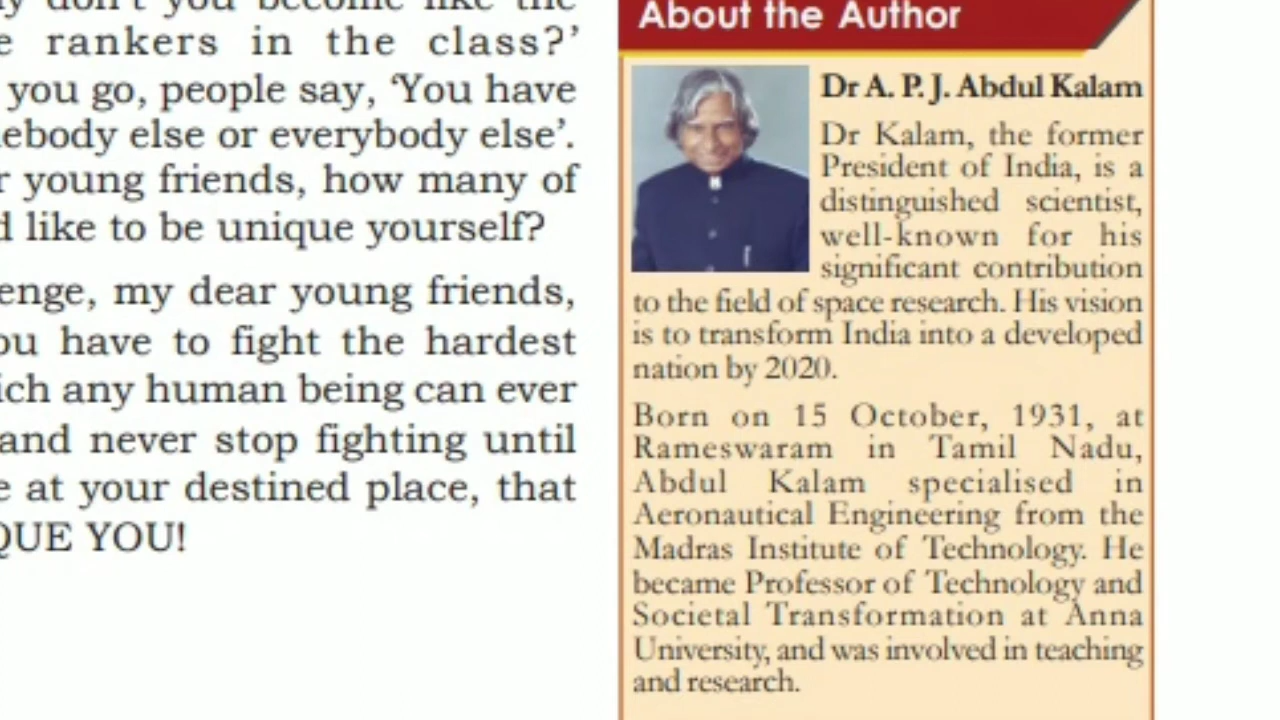 don't you become like the
rankers in the class?'
you go, people say, 'You have
else or everybody else'.
young friends, how many of
like to be unique yourself?
my dear young friends,
have to fight the hardest
any human being can ever
and never stop fighting until
at your destined place, that
YOU!
About the Author
Dr A. P. J. Abdul Kalam
Dr Kalam, the former
President of India, is a
distinguished scientist,
well-known for his
significant contribution
to the field of space research. His vision
is to transform India into a developed
nation by 2020.
Born on 15 October, 1931, at
Rameswaram in Tamil Nadu,
Abdul Kalam specialised in
Aeronautical Engineering from the
Madras Institute of Technology. He
became Professor of Technology and
Societal Transformation at Anna
University, and was involved in teaching
and research.